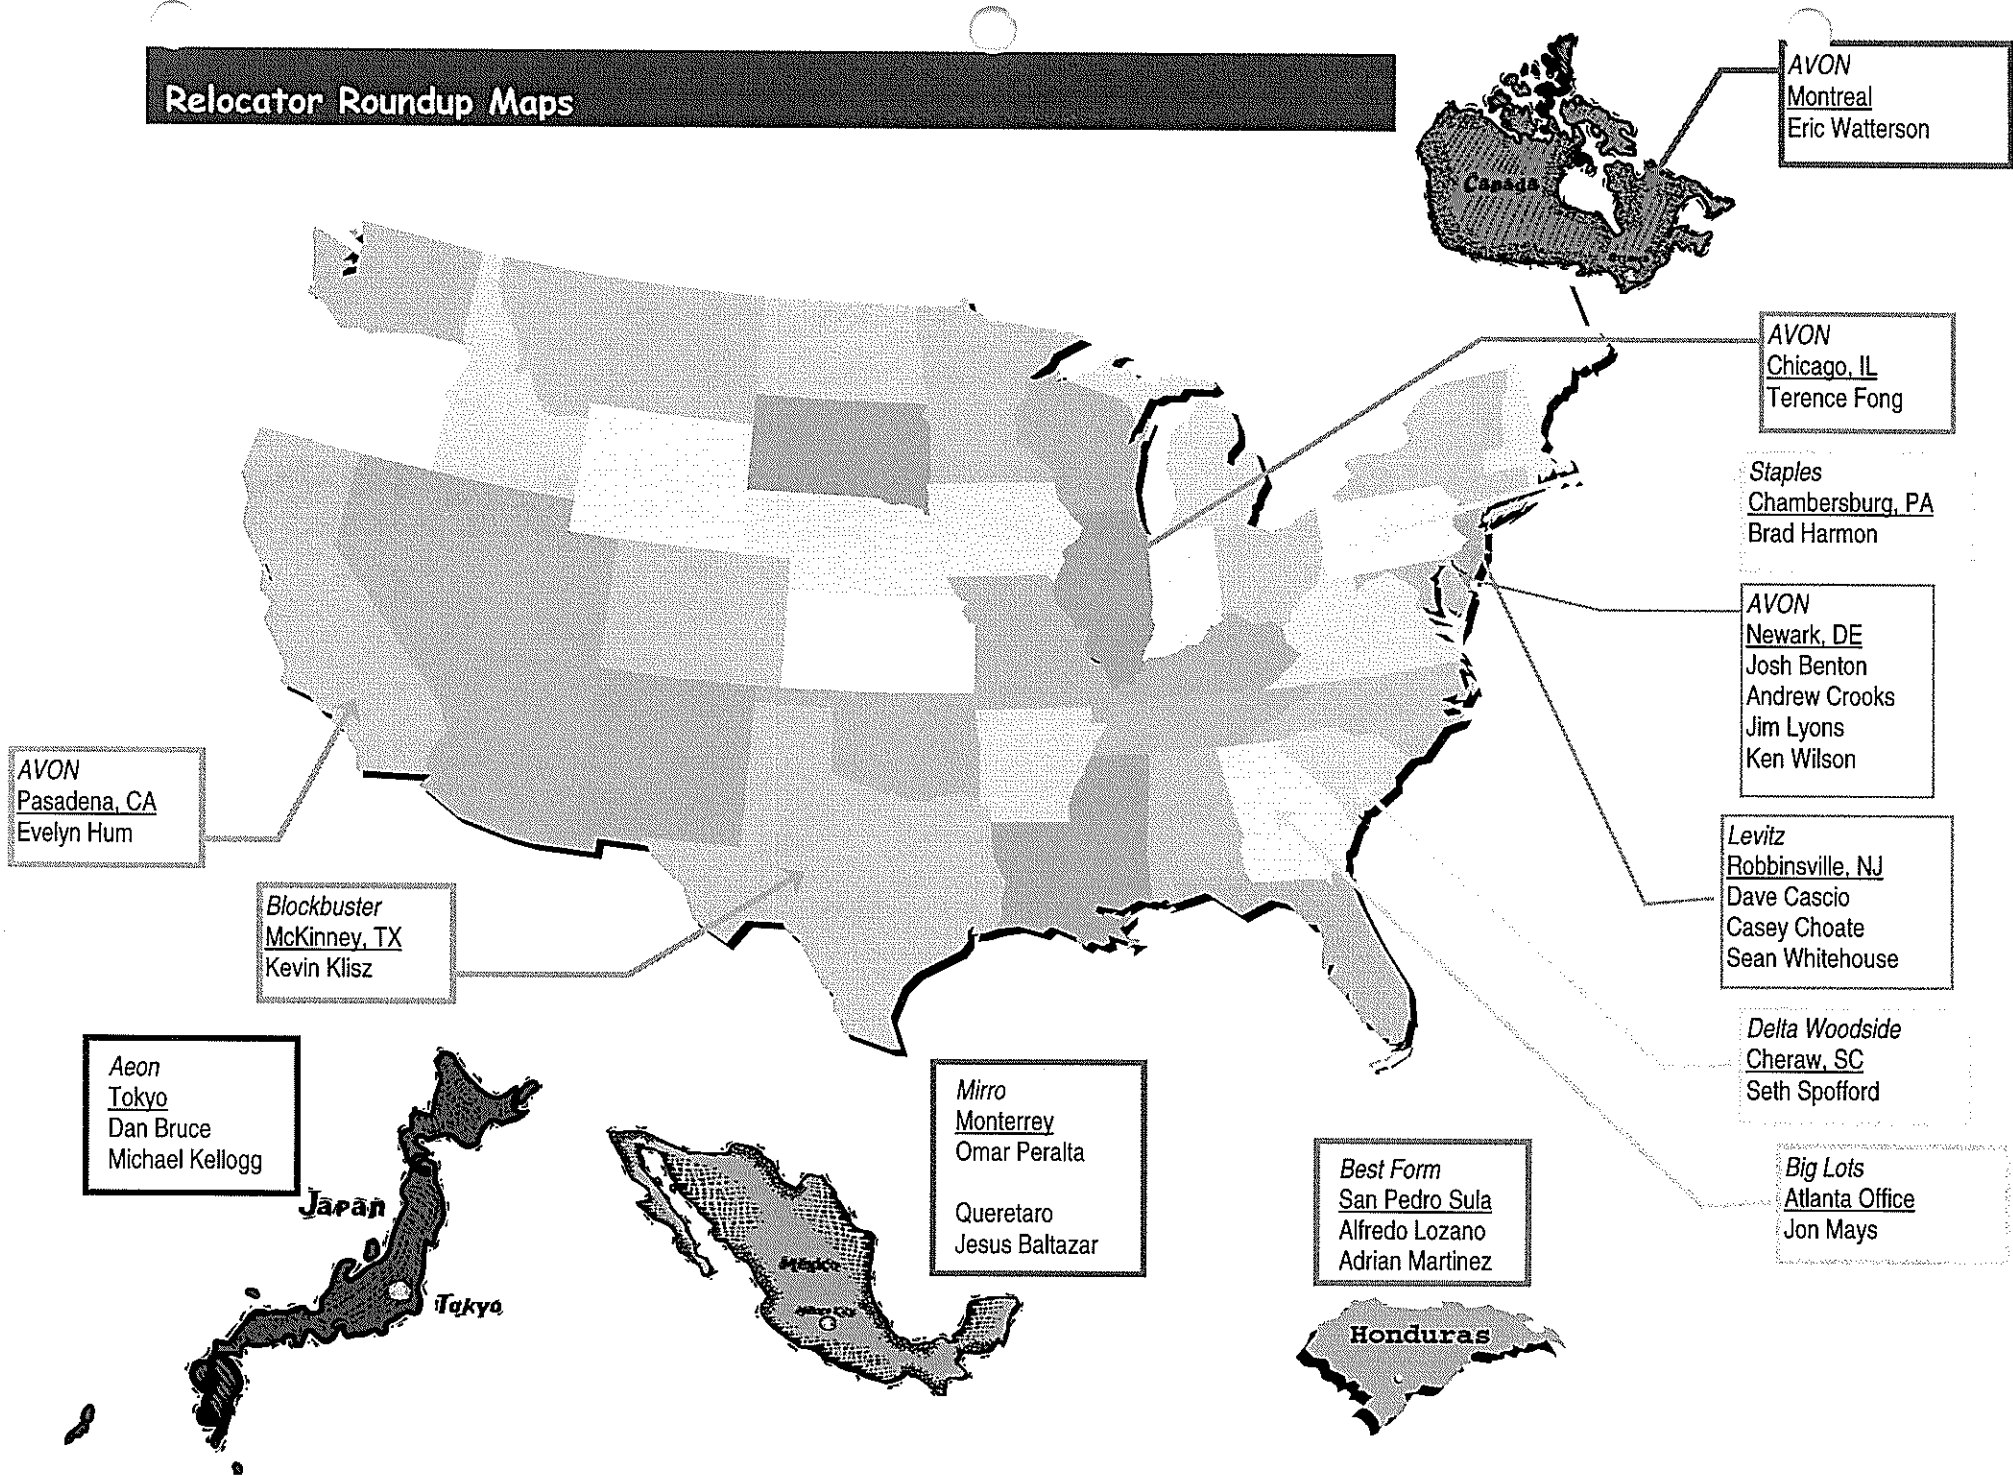 Relocator Roundup Maps
AVON
Montreal
Eric Watterson
Canada
AVON
Chicago, IL
Terence Fong
Staples
Chambersburg, PA
Brad Harmon
AVON
Newark, DE
Josh Benton
Andrew Crooks
Jim Lyons
Ken Wilson
AVON
Pasadena, CA
Evelyn Hum
Levitz
Robbinsville, NJ
Dave Cascio
Casey Choate
Sean Whitehouse
Blockbuster
McKinney, TX
Kevin Klisz
Delta Woodside
Cheraw, SC
Seth Spofford
Aeon
Tokyo
Dan Bruce
Michael Kellogg
Japan
Tokyo
Mirro
Monterrey
Omar Peralta
Queretaro
Jesus Baltazar
Mexico
Best Form
San Pedro Sula
Alfredo Lozano
Adrian Martinez
Honduras
Big Lots
Atlanta Office
Jon Mays